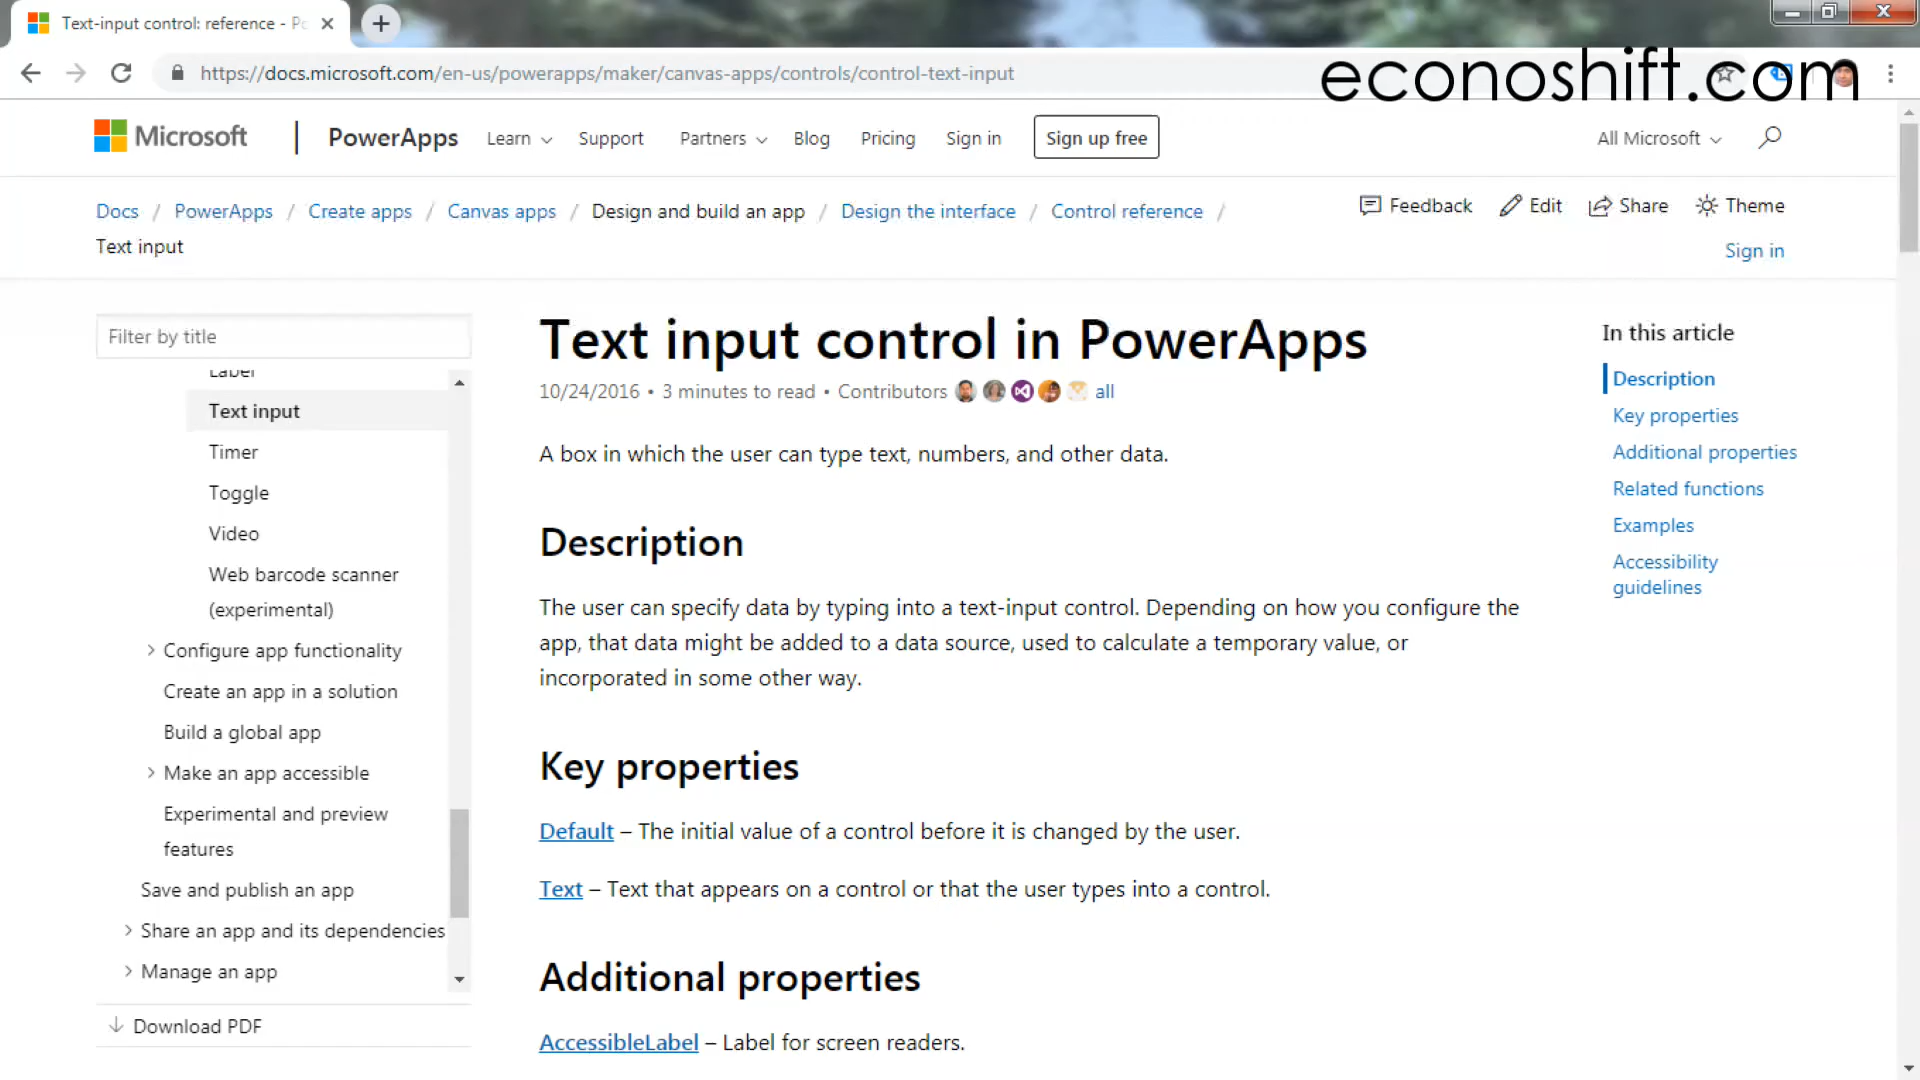 Text-input control: reference - Po
https://docs.microsoft.com/en-us/powerapps/maker/canvas-apps/controls/control-text-input
econoshift.com
Microsoft
PowerApps
Learn
Support
Partners
Blog
Pricing
Sign in
Sign up free
All Microsoft
Docs / PowerApps / Create apps / Canvas apps / Design and build an app / Design the interface / Control reference /
Text input
Feedback
Edit
Share
Theme
Sign in
Filter by title
Label
Text input
Timer
Toggle
Video
Web barcode scanner
(experimental)
Configure app functionality
Create an app in a solution
Build a global app
Make an app accessible
Experimental and preview
features
Save and publish an app
Share an app and its dependencies
Manage an app
Download PDF
Text input control in PowerApps
10/24/2016 • 3 minutes to read • Contributors all
A box in which the user can type text, numbers, and other data.
Description
The user can specify data by typing into a text-input control. Depending on how you configure the
app, that data might be added to a data source, used to calculate a temporary value, or
incorporated in some other way.
Key properties
Default – The initial value of a control before it is changed by the user.
Text – Text that appears on a control or that the user types into a control.
Additional properties
AccessibleLabel – Label for screen readers.
In this article
Description
Key properties
Additional properties
Related functions
Examples
Accessibility
guidelines